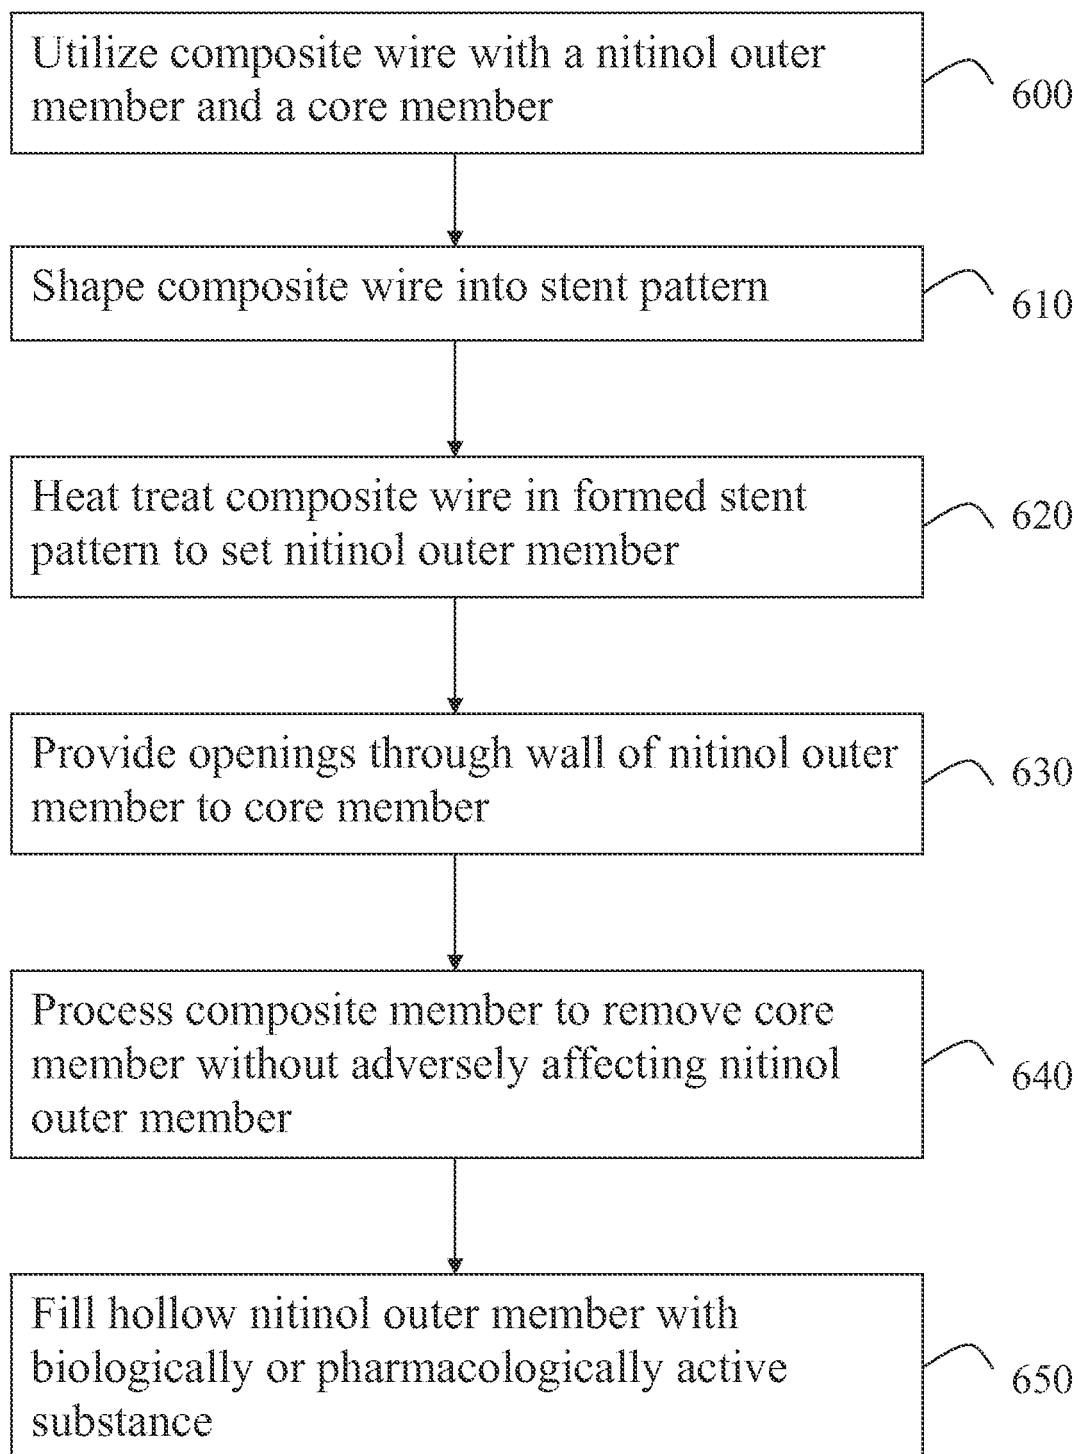 Utilize composite wire with a nitinol outer
member and a core member
600
Shape composite wire into stent pattern
610
Heat treat composite wire in formed stent
pattern to set nitinol outer member
620
Provide openings through wall of nitinol outer
member to core member
630
Process composite member to remove core
member without adversely affecting nitinol
outer member
640
Fill hollow nitinol outer member with
biologically or pharmacologically active
substance
650